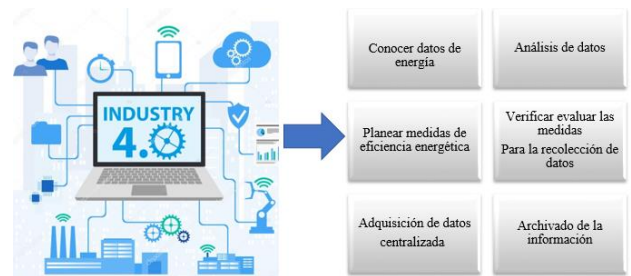 INDUSTRY
4.0
Conocer datos de
energía
Análisis de datos
Planear medidas de
eficiencia energética
Verificar evaluar las
medidas
Para la recolección de
datos
Adquisición de datos
centralizada
Archivado de la
información